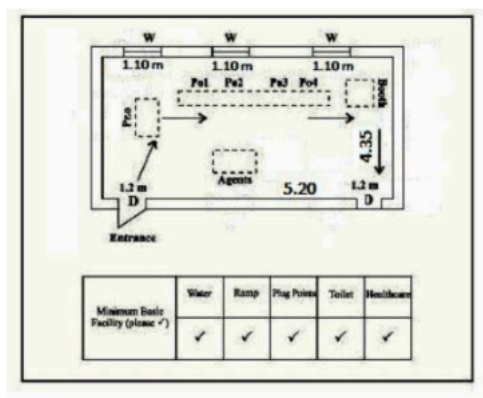 W W W
1.10 m 1.10 m 1.10 m
Po1 Po2 Po3 Po4
Booth
Pzo
4.35
Agents
5.20
1.2 m
D
1.2 m
D
Entrance
Water Ramp Plug Points Toilet Healthcare
Minimum Basic
Facility (please ✓) ✓ ✓ ✓ ✓ ✓